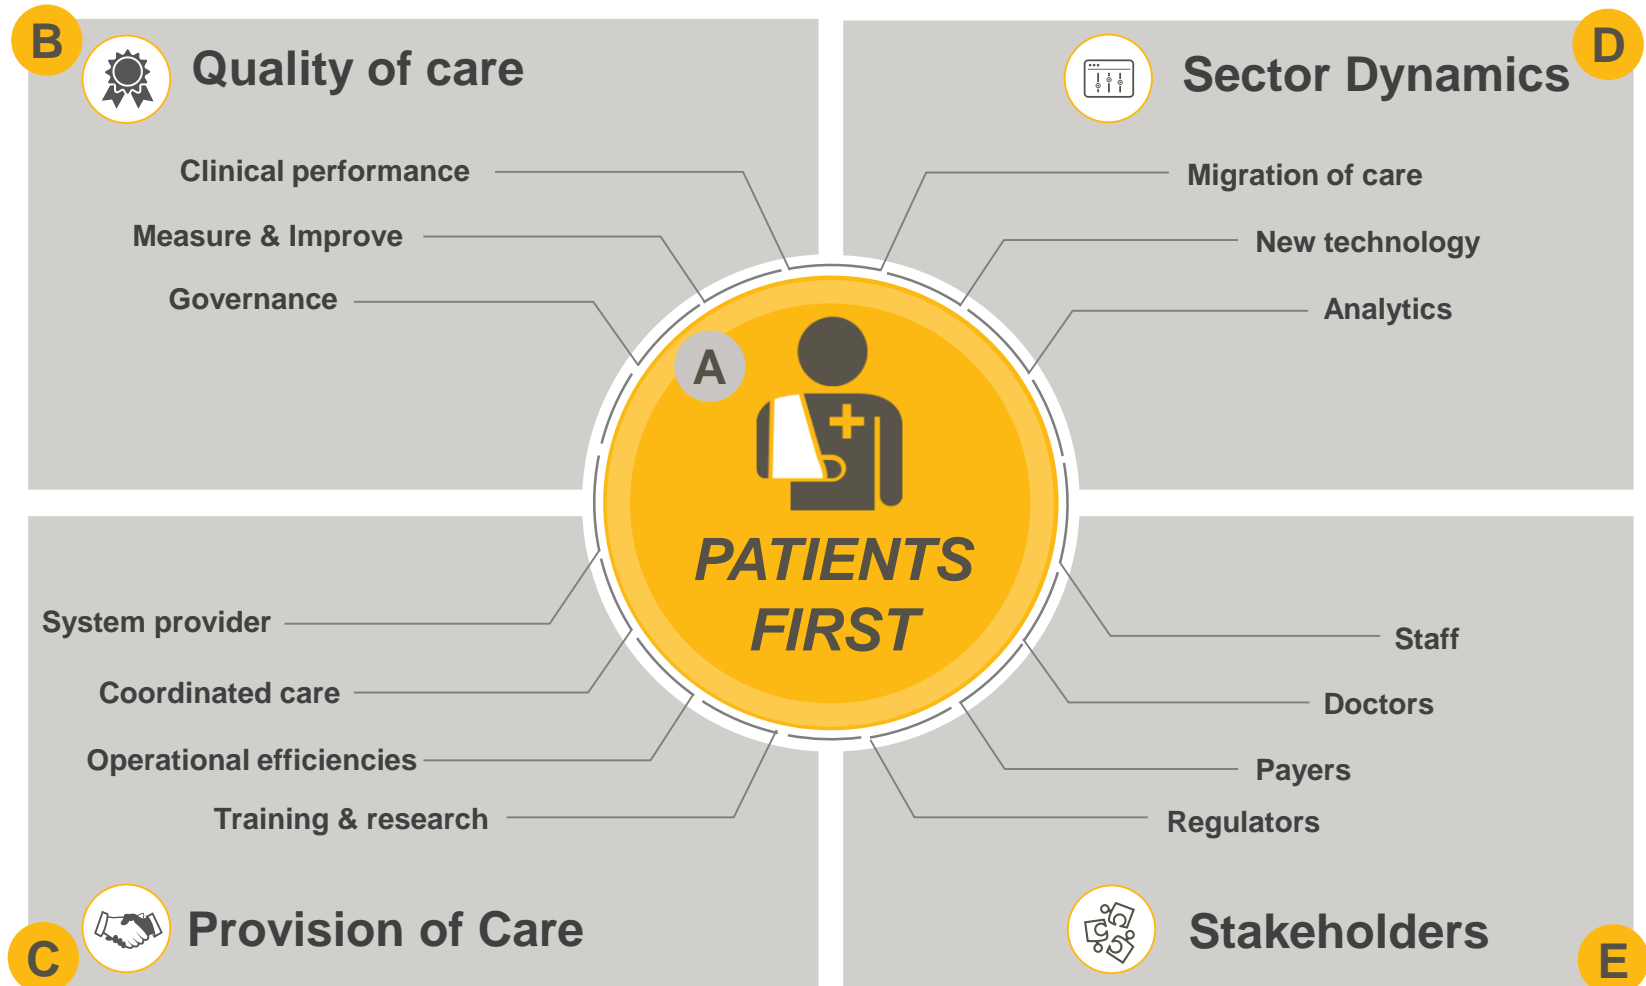 B
Quality of care
Clinical performance
Measure & Improve
Governance
D
Sector Dynamics
Migration of care
New technology
Analytics
A
PATIENTS
FIRST
System provider
Coordinated care
Operational efficiencies
Training & research
C
Provision of Care
Staff
Doctors
Payers
Regulators
Stakeholders
E